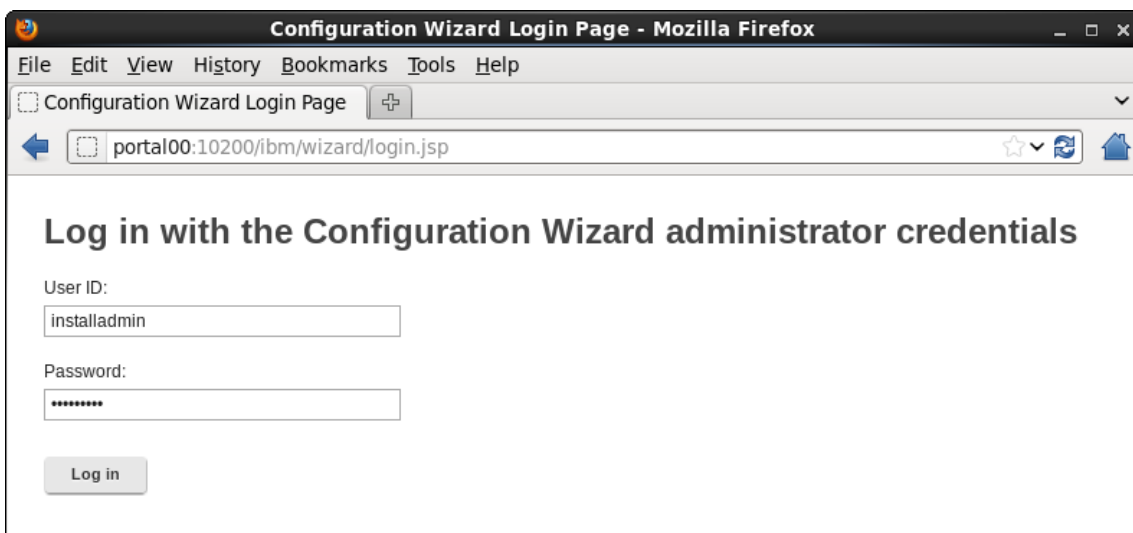 Configuration Wizard Login Page - Mozilla Firefox
File Edit View History Bookmarks Tools Help
Configuration Wizard Login Page
portal00:10200/ibm/wizard/login.jsp
Log in with the Configuration Wizard administrator credentials
User ID:
installadmin
Password:
•••••••••
Log in